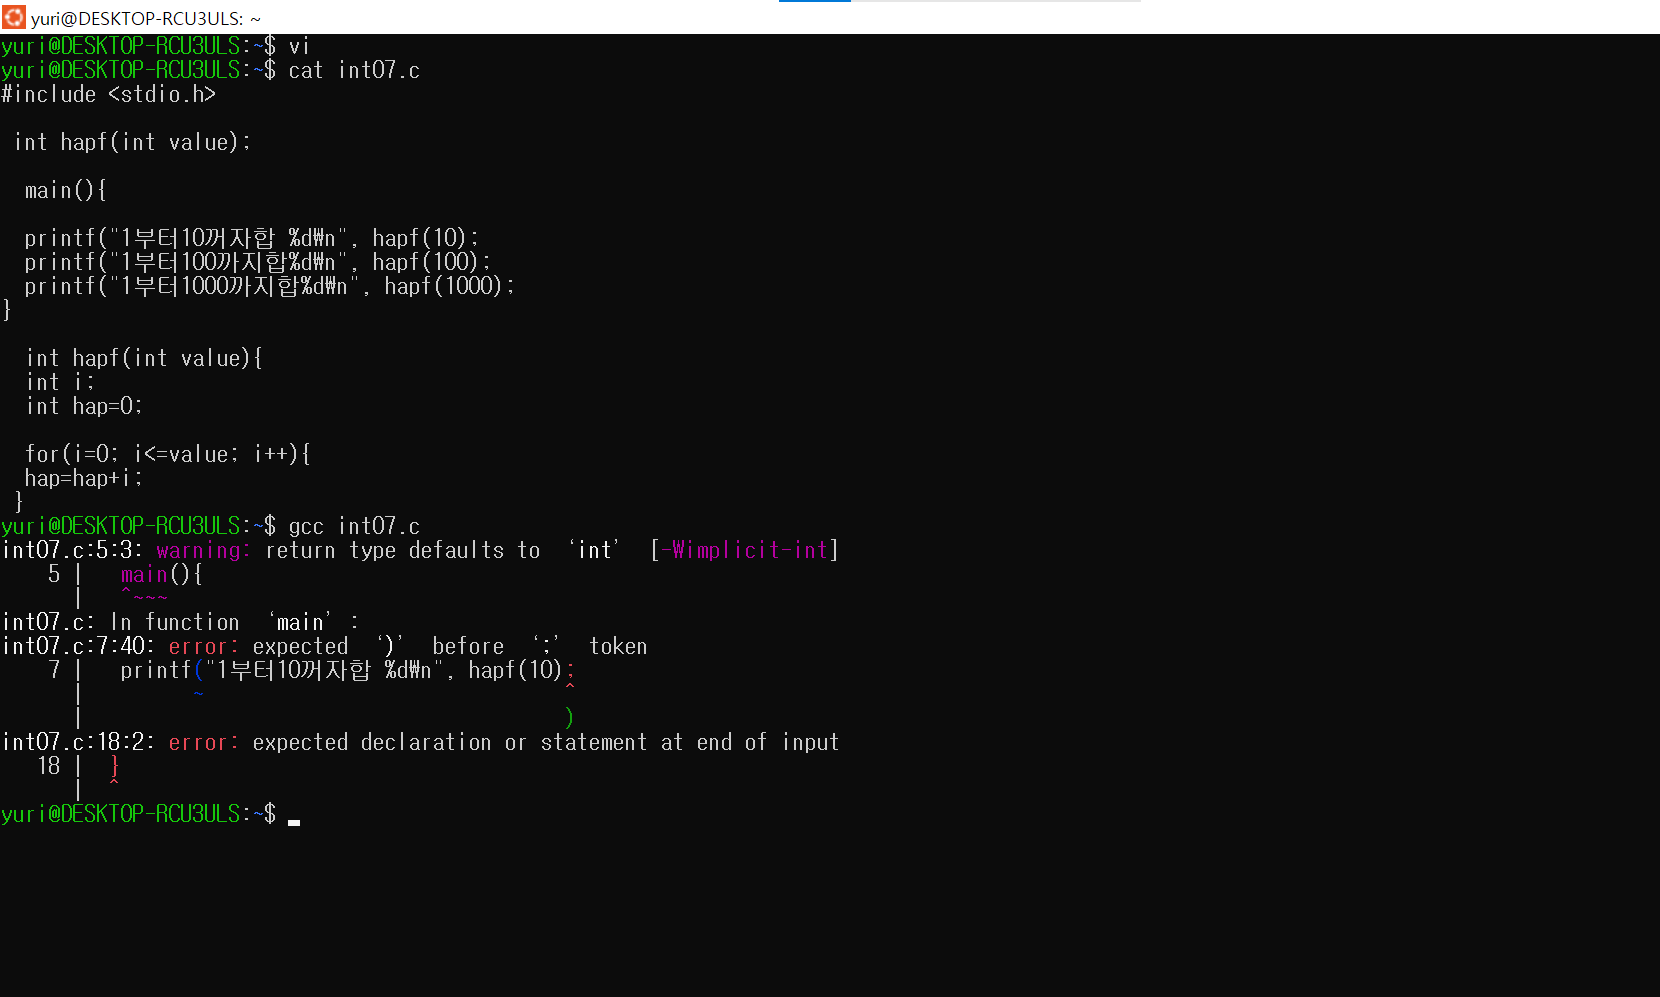 yuri@DESKTOP-RCU3ULS: ~
yuri@DESKTOP-RCU3ULS:~$ vi
yuri@DESKTOP-RCU3ULS:~$ cat int07.c
#include <stdio.h>
int hapf(int value);
main(){
printf("1부터10꺼자합 %d₩n", hapf(10);
printf("1부터100까지합%d₩n", hapf(100);
printf("1부터1000까지합%d₩n", hapf(1000);
}
int hapf(int value){
int i;
int hap=0;
for(i=0; i<=value; i++){
hap=hap+i;
}
yuri@DESKTOP-RCU3ULS:~$ gcc int07.c
int07.c:5:3: warning: return type defaults to ‘int’ [-Wimplicit-int]
5 | main(){
| ^~~~
int07.c: In function ‘main’:
int07.c:7:40: error: expected ‘)’ before ‘;’ token
7 | printf("1부터10꺼자합 %d₩n", hapf(10);
| ~ ^
| )
int07.c:18:2: error: expected declaration or statement at end of input
18 | }
| ^
yuri@DESKTOP-RCU3ULS:~$